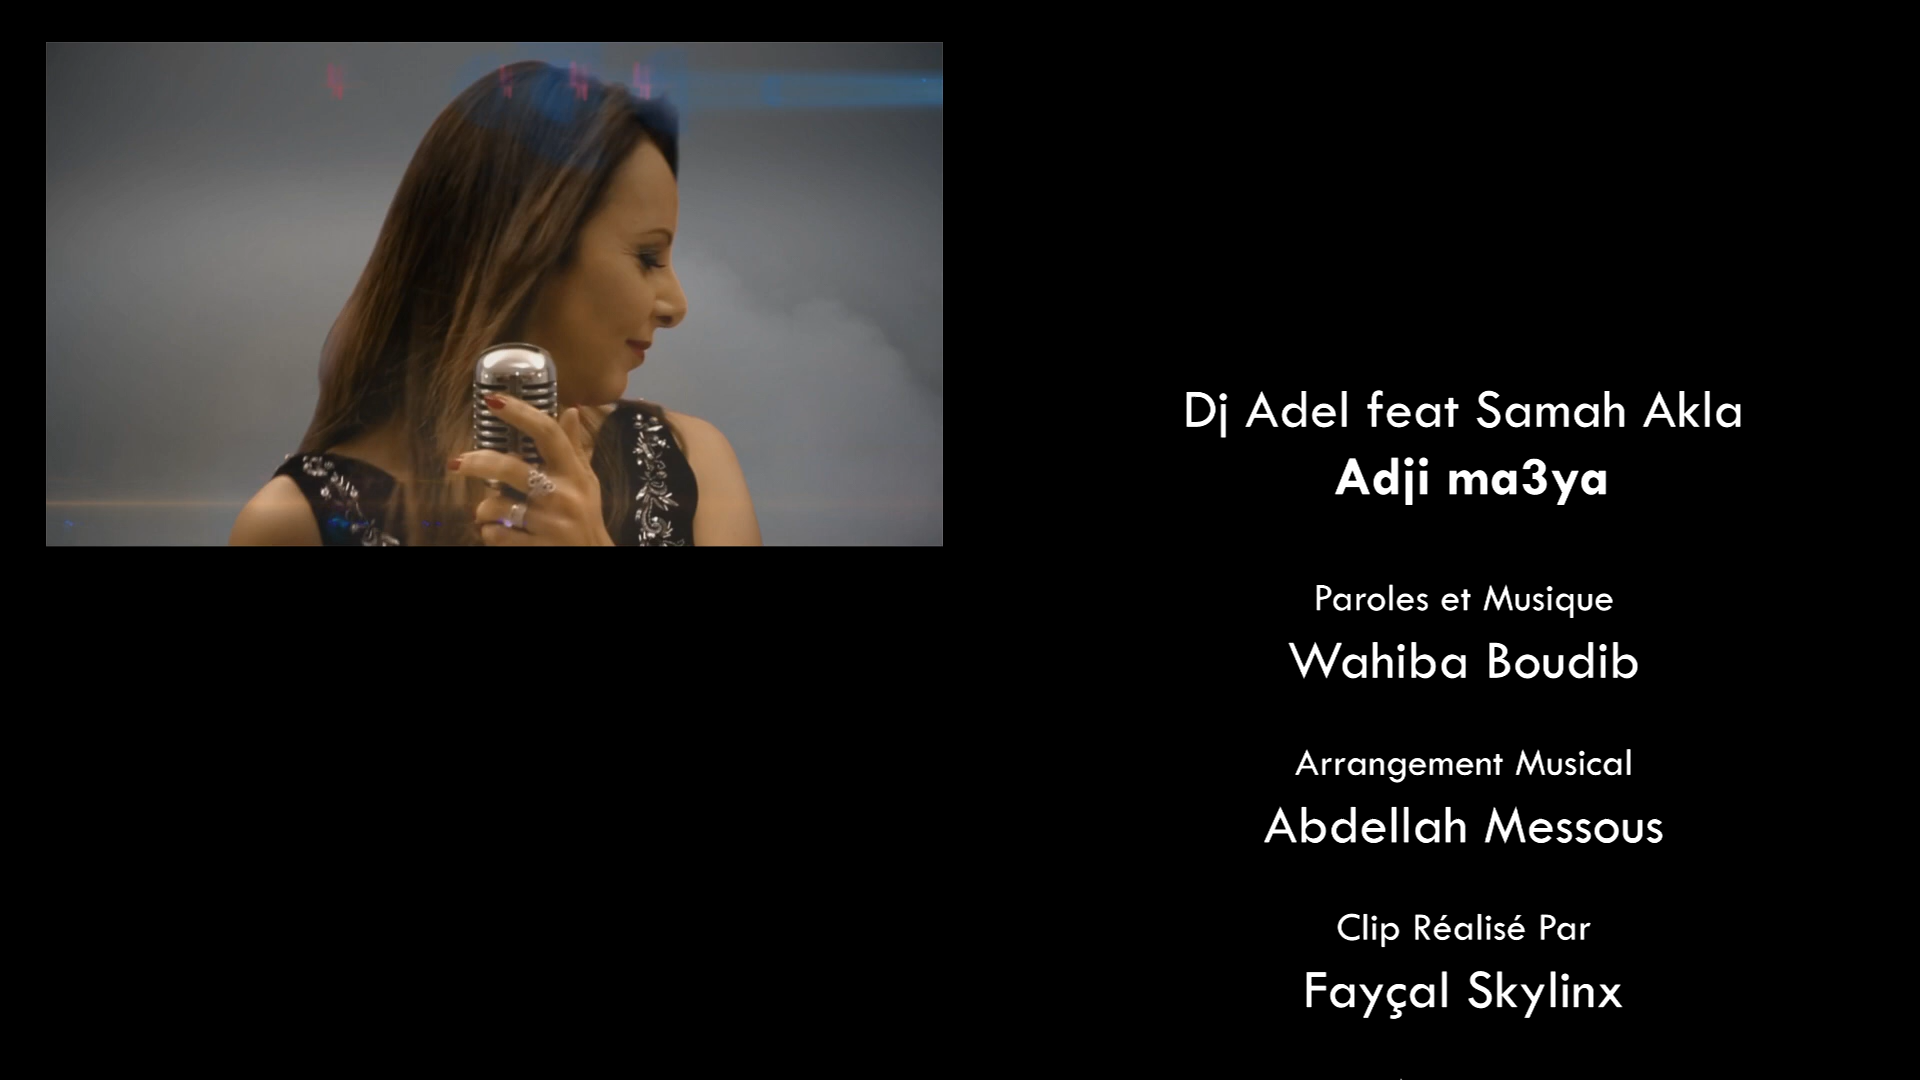 Dj Adel feat Samah Akla
Adji ma3ya
Paroles et Musique
Wahiba Boudib
Arrangement Musical
Abdellah Messous
Clip Réalisé Par
Fayçal Skylinx